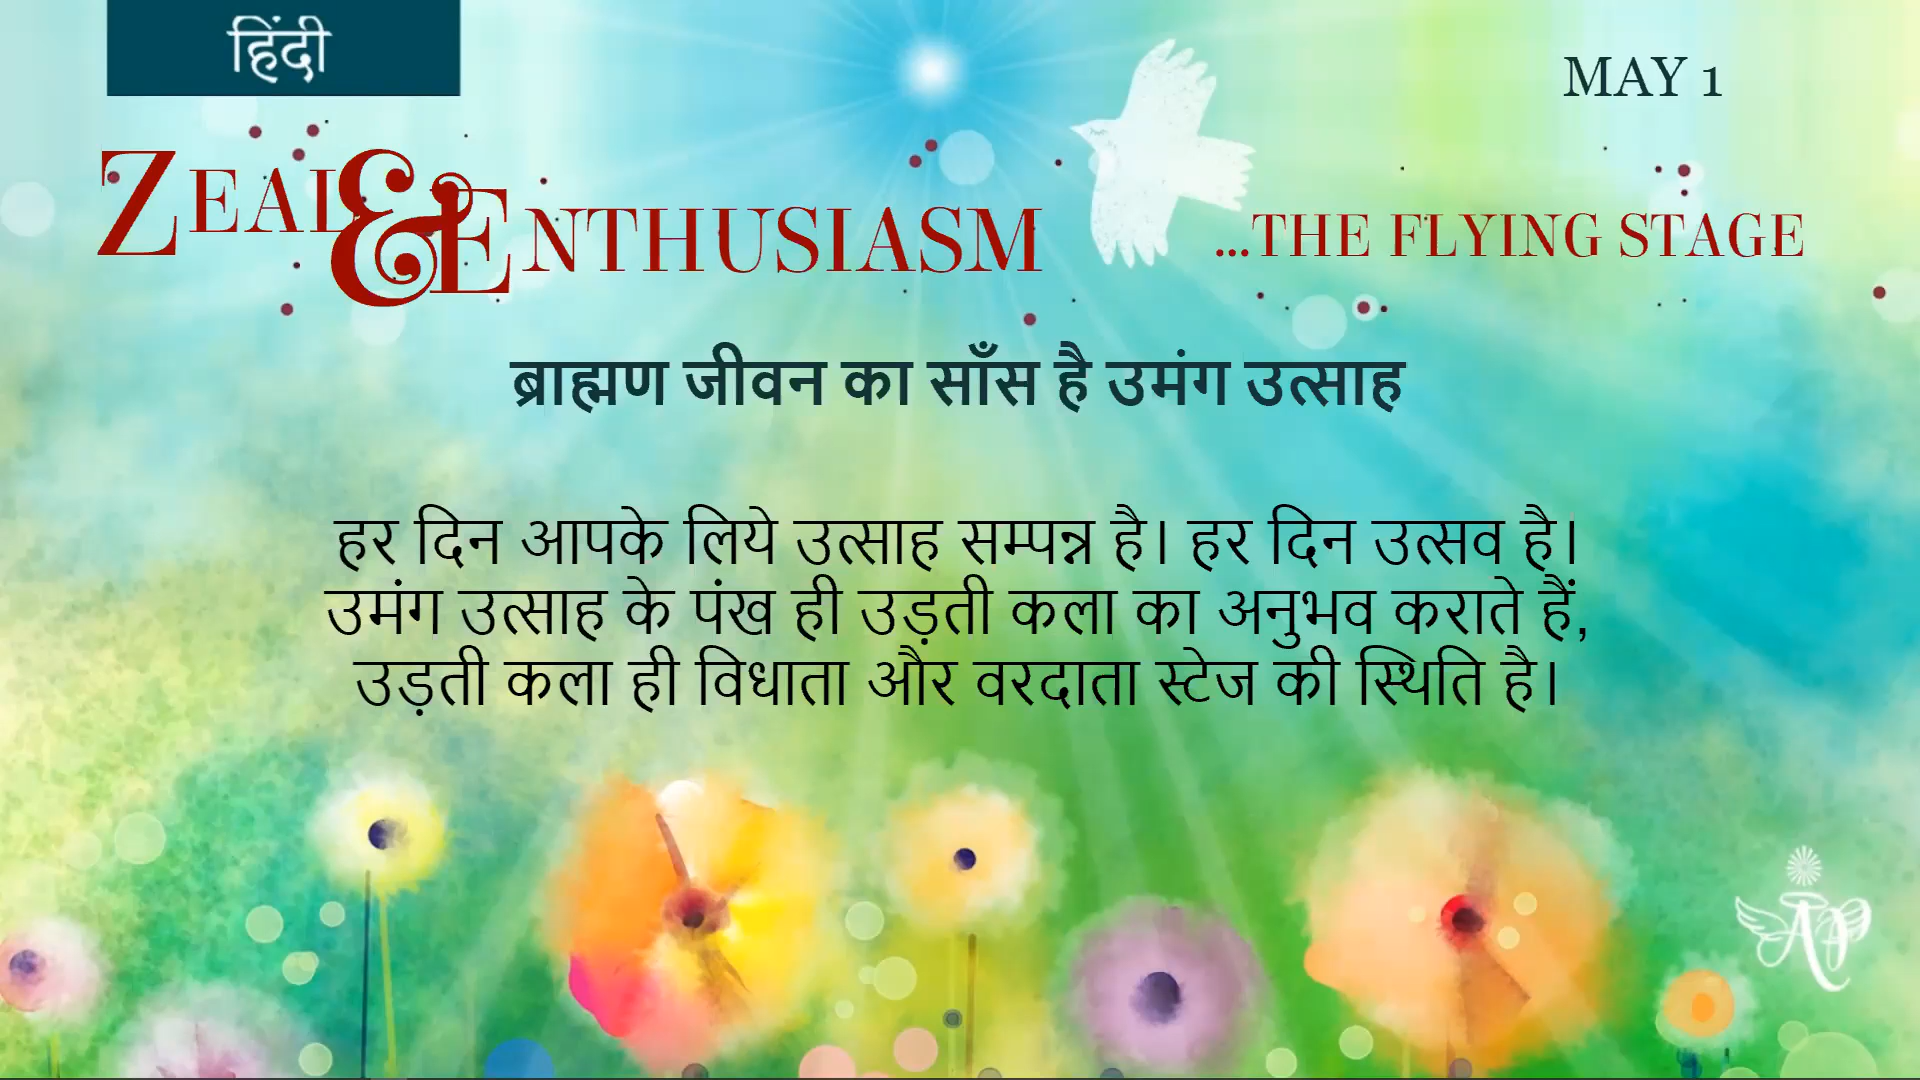 हिंदी
MAY 1
ZEAL & ENTHUSIASM
...THE FLYING STAGE
ब्राह्मण जीवन का साँस है उमंग उत्साह
हर दिन आपके लिये उत्साह सम्पन्न है। हर दिन उत्सव है।
उमंग उत्साह के पंख ही उड़ती कला का अनुभव कराते हैं,
उड़ती कला ही विधाता और वरदाता स्टेज की स्थिति है।